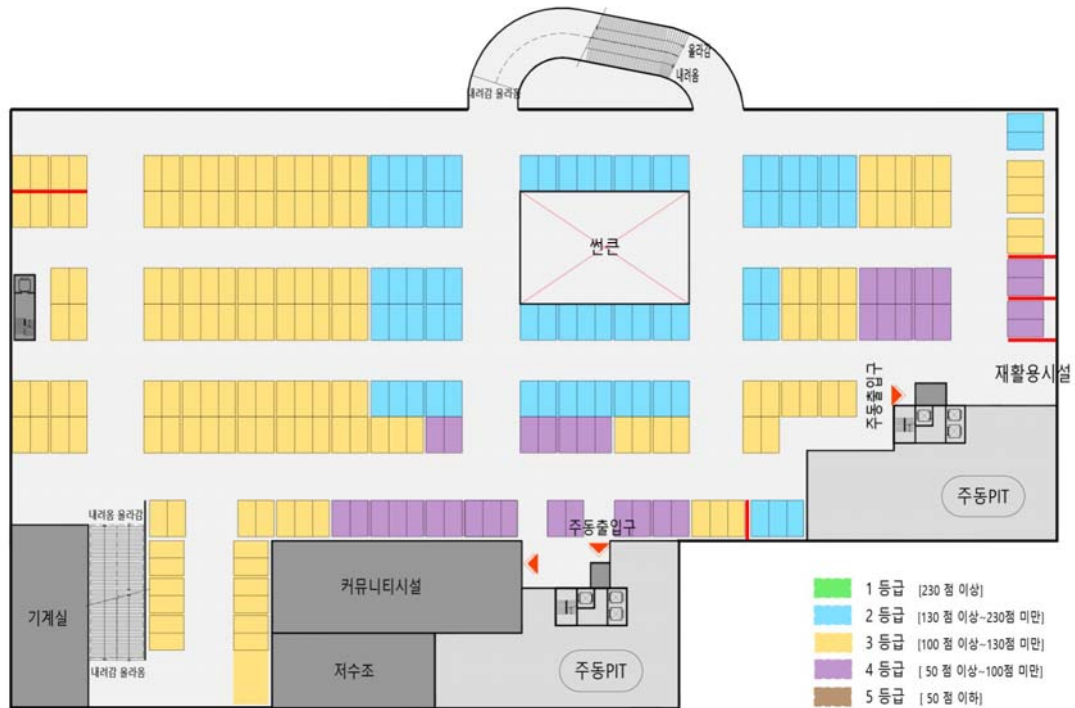 올라감
내려옴
내려감 올라옴
썬큰
재활용시설
주동출입구
주동PIT
내려옴 올라감
주동출입구
기계실
커뮤니티시설
내려감 올라옴
저수조
주동PIT
1 등급 [230 점 이상]
2 등급 [130 점 이상~230점 미만]
3 등급 [100 점 이상~130점 미만]
4 등급 [ 50 점 이상~100점 미만]
5 등급 [ 50 점 이하]